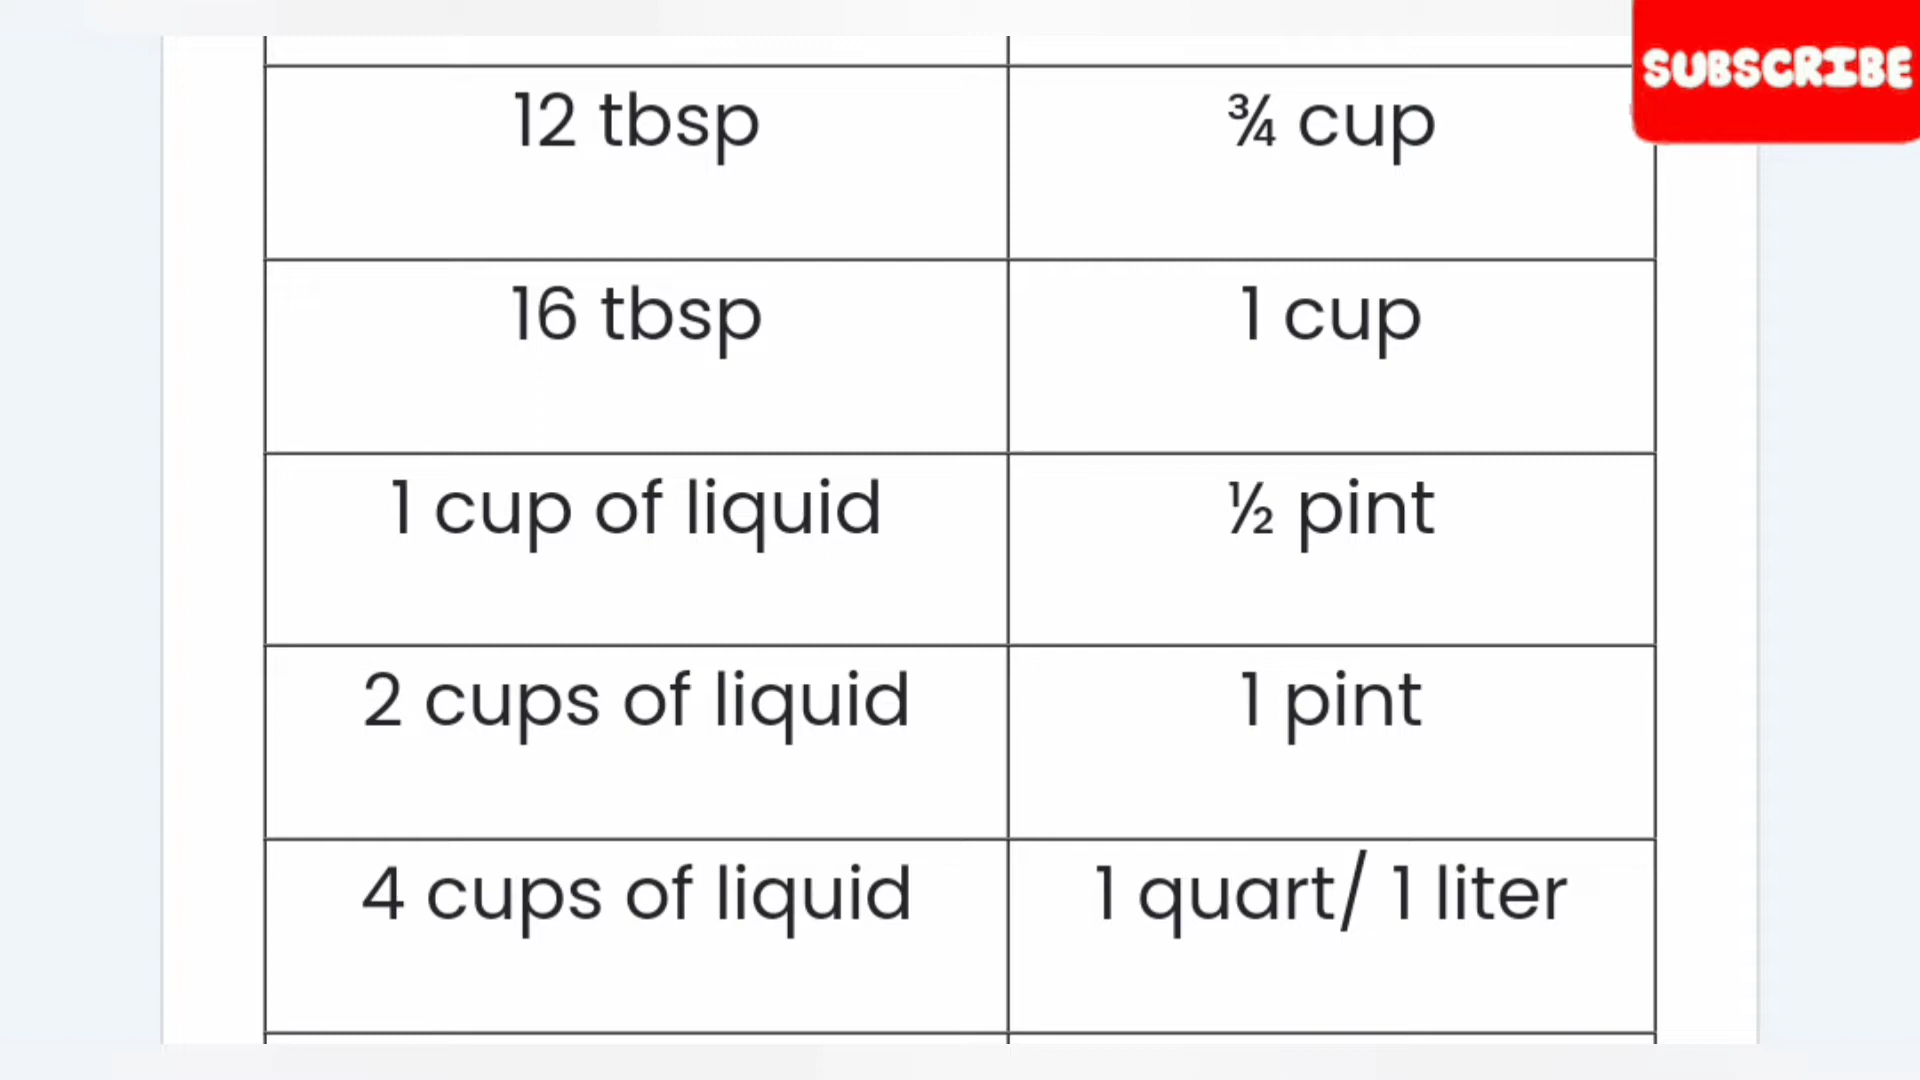 SUBSCRIBE
12 tbsp ¾ cup
16 tbsp 1 cup
1 cup of liquid ½ pint
2 cups of liquid 1 pint
4 cups of liquid 1 quart/ 1 liter